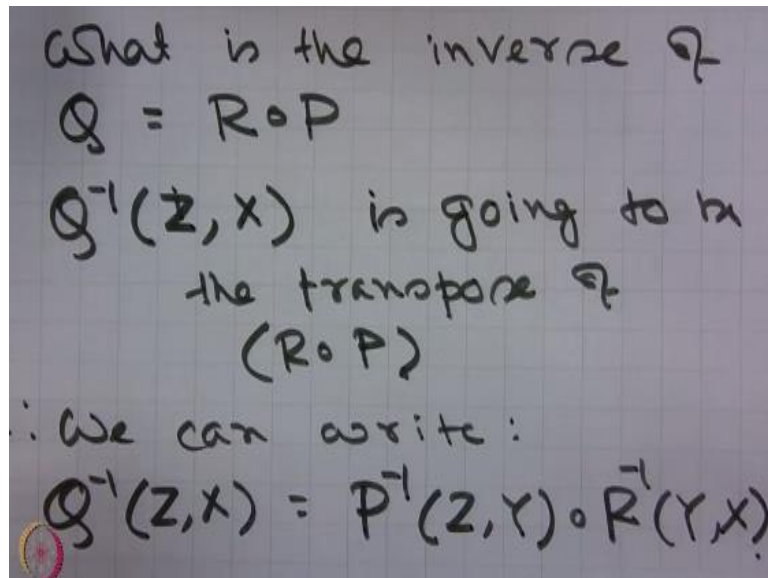 What is the inverse of
Q = R∘P
Q⁻¹(Z,X) is going to be
the transpose of
(R∘P)
∴ We can write:
Q⁻¹(Z,X) = P⁻¹(Z,Y)∘R⁻¹(Y,X).